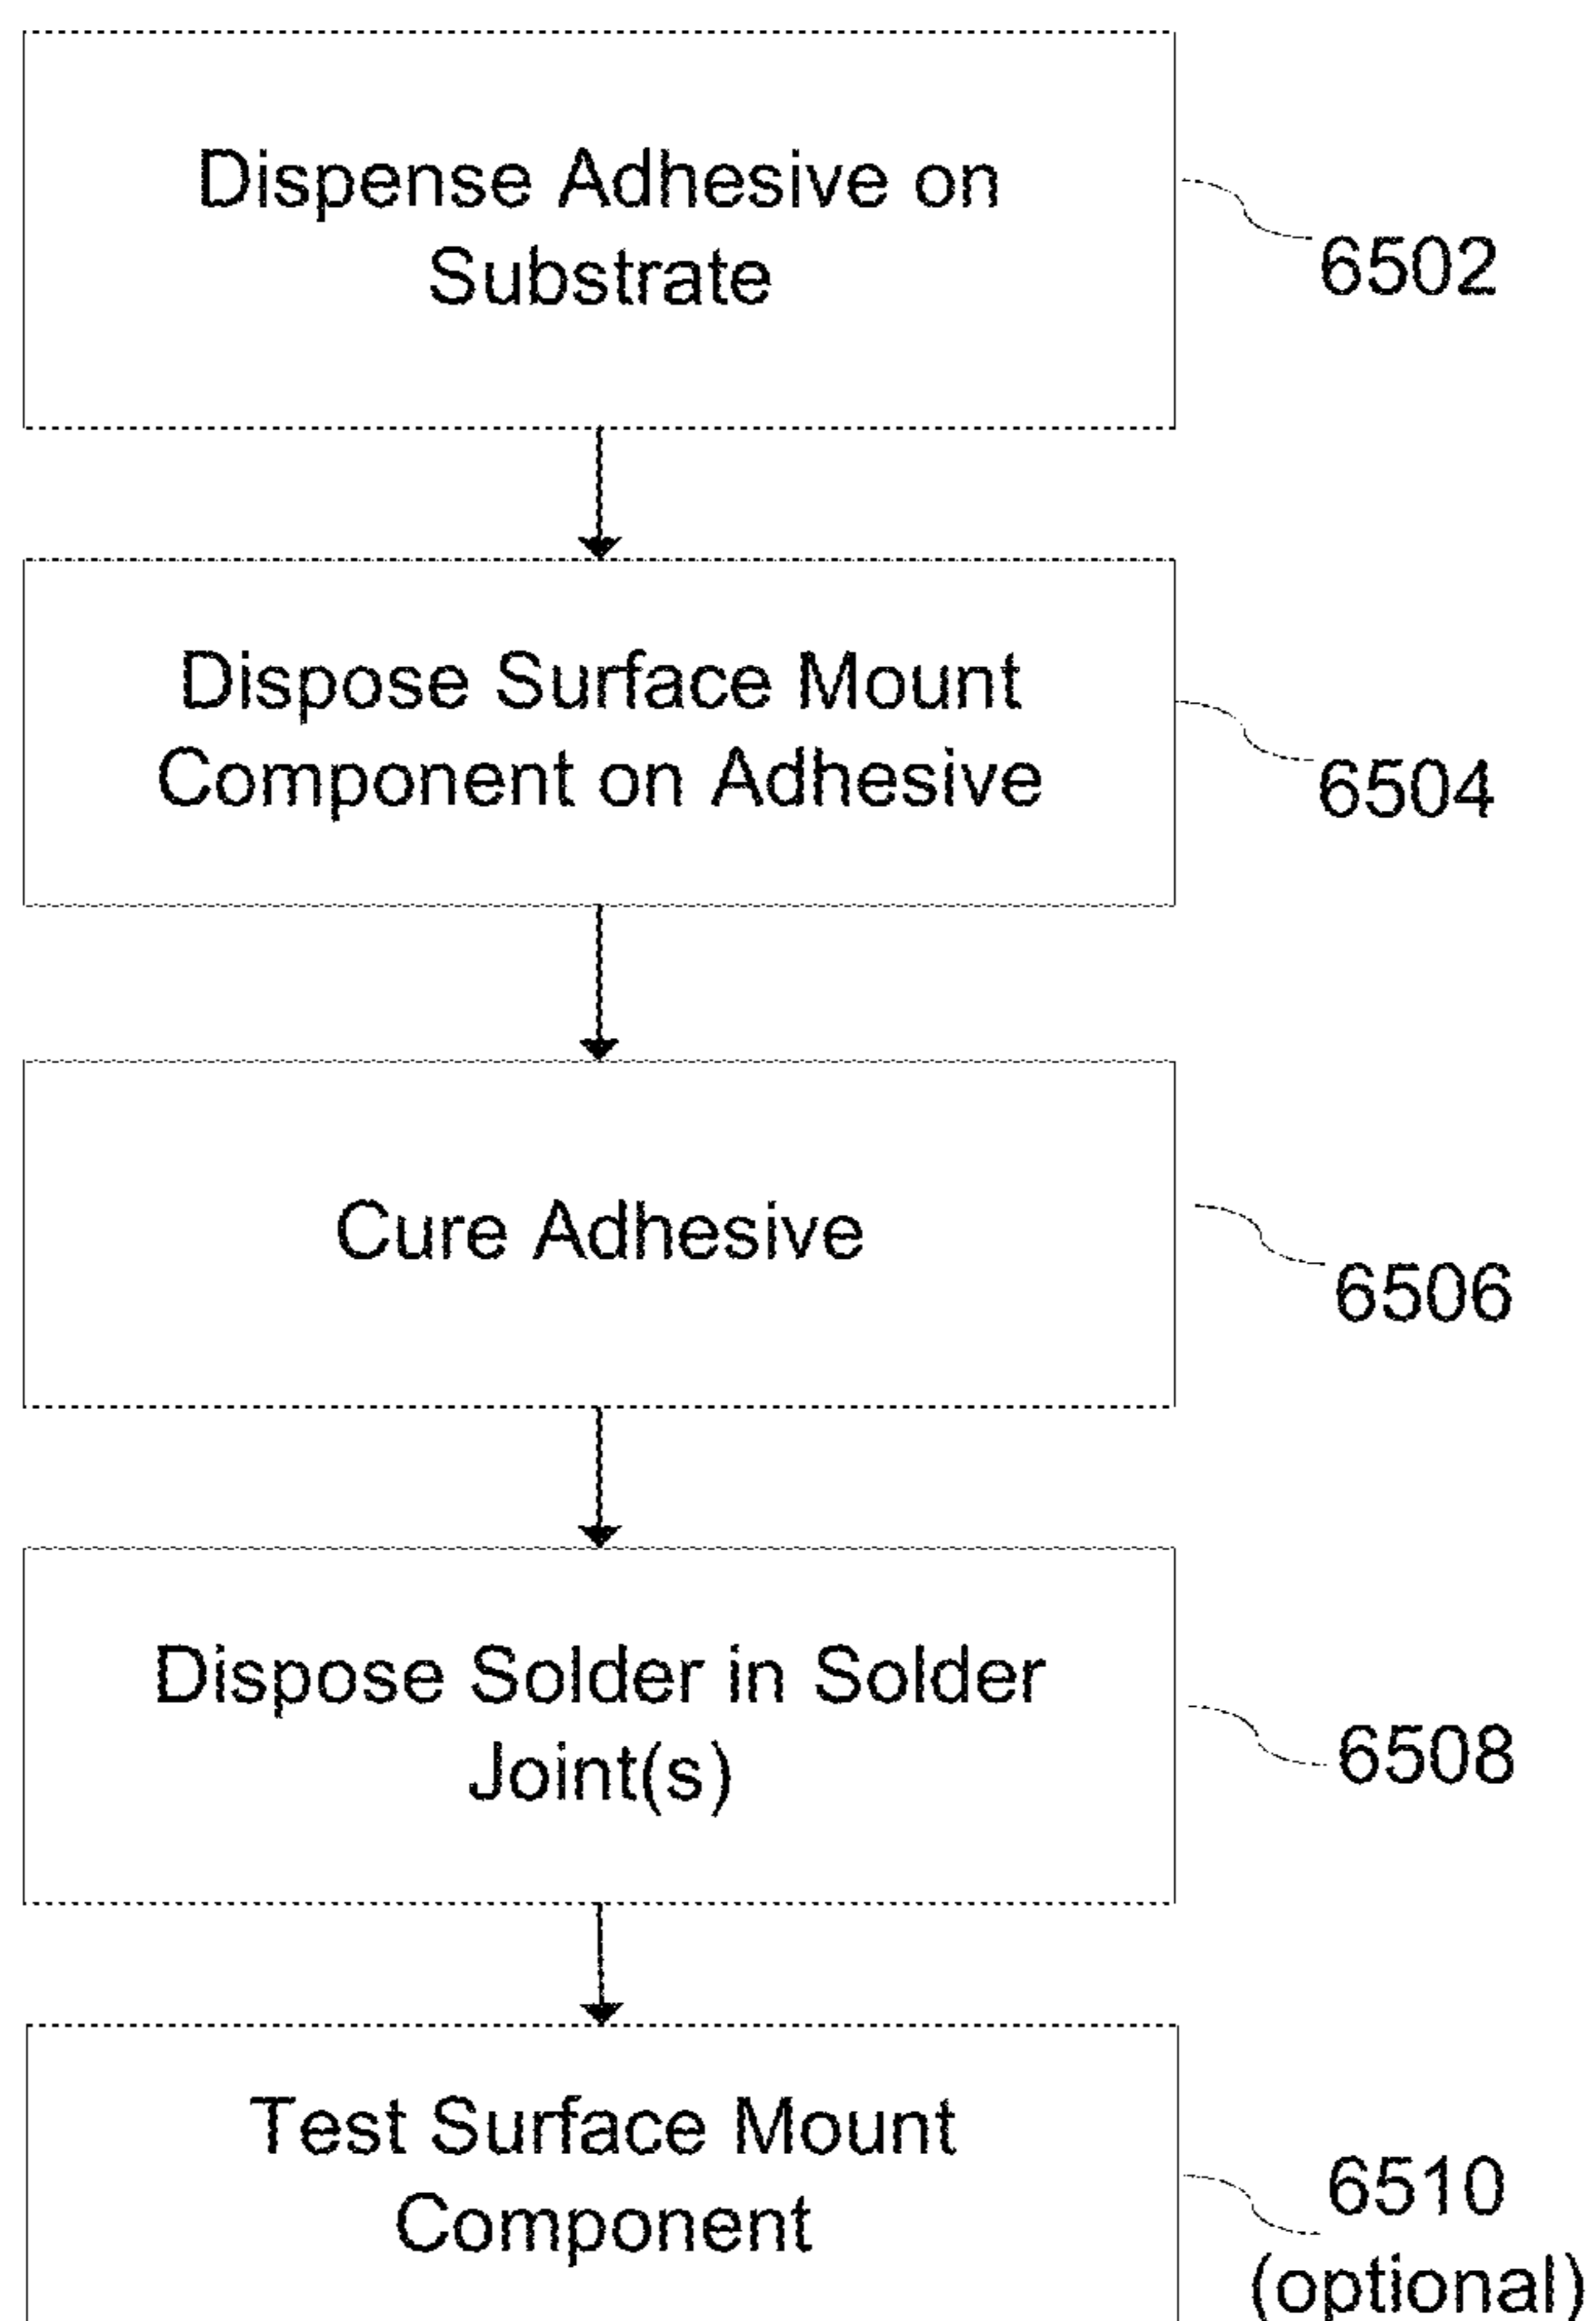 Dispense Adhesive on
Substrate
6502
Dispose Surface Mount
Component on Adhesive
6504
Cure Adhesive
6506
Dispose Solder in Solder
Joint(s)
6508
Test Surface Mount
Component
6510
(optional)